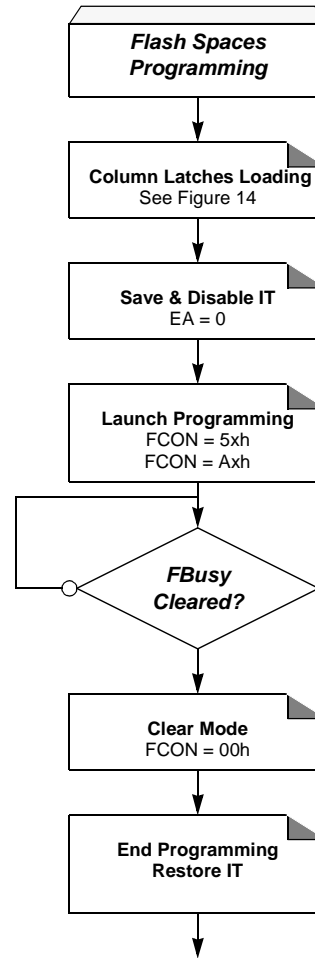 Flash Spaces
Programming
Column Latches Loading
See Figure 14
Save & Disable IT
EA = 0
Launch Programming
FCON = 5xh
FCON = Axh
FBusy
Cleared?
Clear Mode
FCON = 00h
End Programming
Restore IT